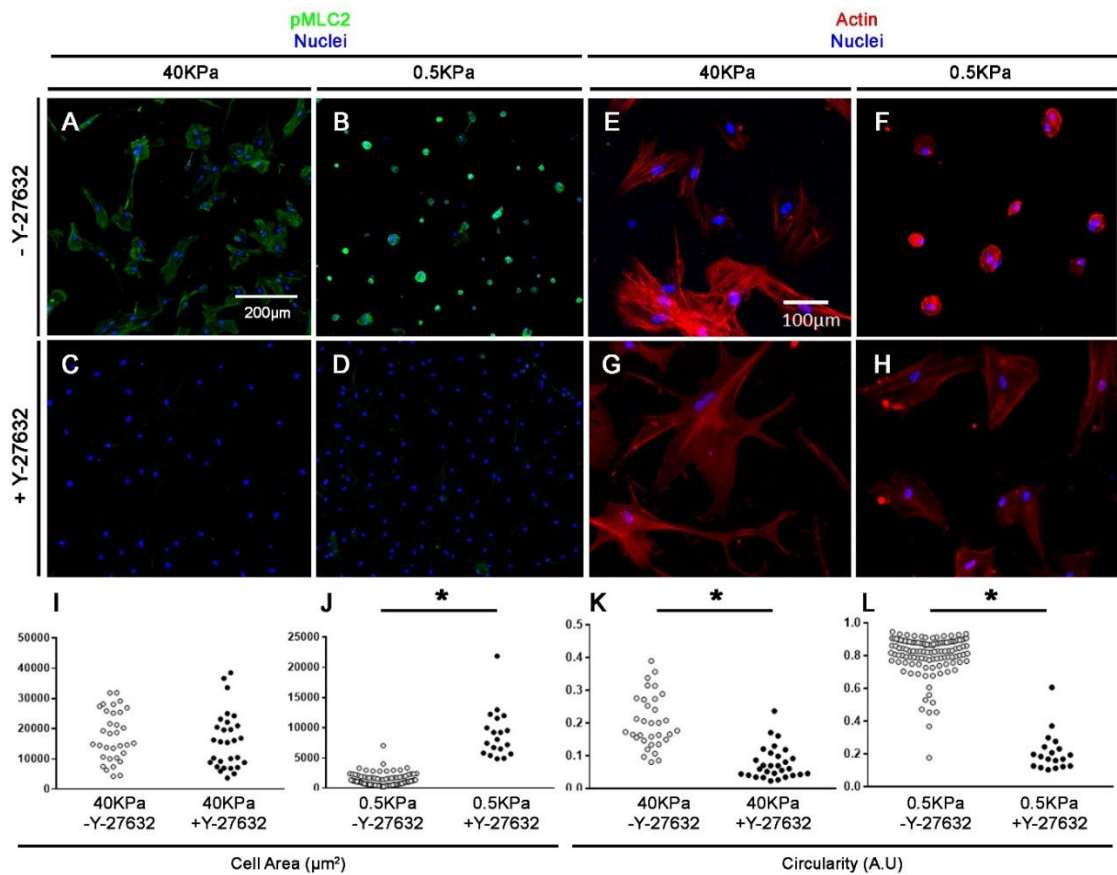 pMLC2
Nuclei
Actin
Nuclei
40KPa
0.5KPa
40KPa
0.5KPa
- Y-27632
A
200µm
B
E
100µm
F
+ Y-27632
C
D
G
H
I
J
*
K
*
L
*
50000
40000
30000
20000
10000
0
40KPa
-Y-27632
40KPa
+Y-27632
25000
20000
15000
10000
5000
0
0.5KPa
-Y-27632
0.5KPa
+Y-27632
0.5
0.4
0.3
0.2
0.1
0.0
40KPa
-Y-27632
40KPa
+Y-27632
1.0
0.8
0.6
0.4
0.2
0.0
0.5KPa
-Y-27632
0.5KPa
+Y-27632
Cell Area (µm²)
Circularity (A.U)